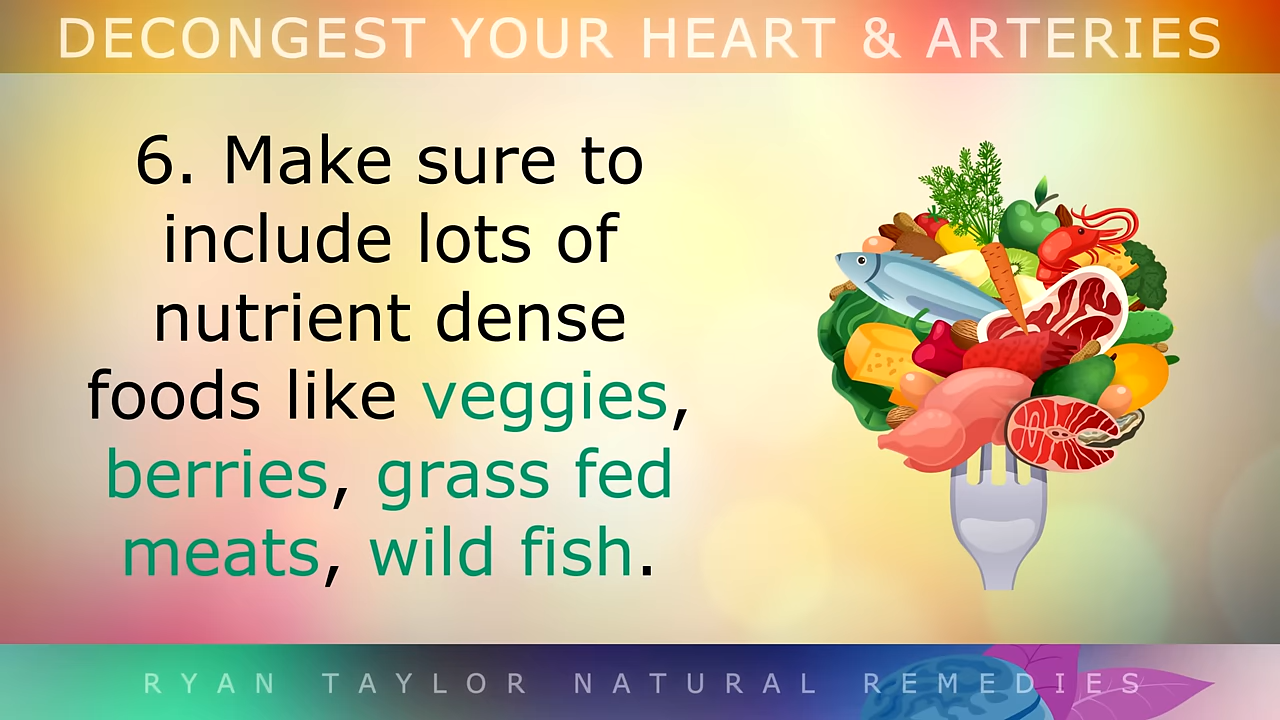 DECONGEST YOUR HEART & ARTERIES
6. Make sure to
include lots of
nutrient dense
foods like veggies,
berries, grass fed
meats, wild fish.
RYAN TAYLOR NATURAL REMEDIES